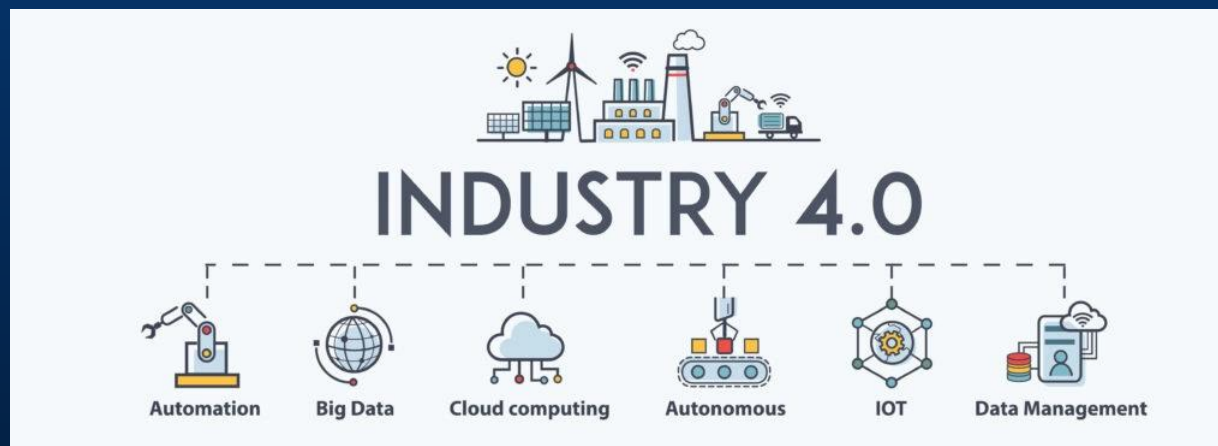 INDUSTRY 4.0
Automation Big Data Cloud computing Autonomous IOT Data Management